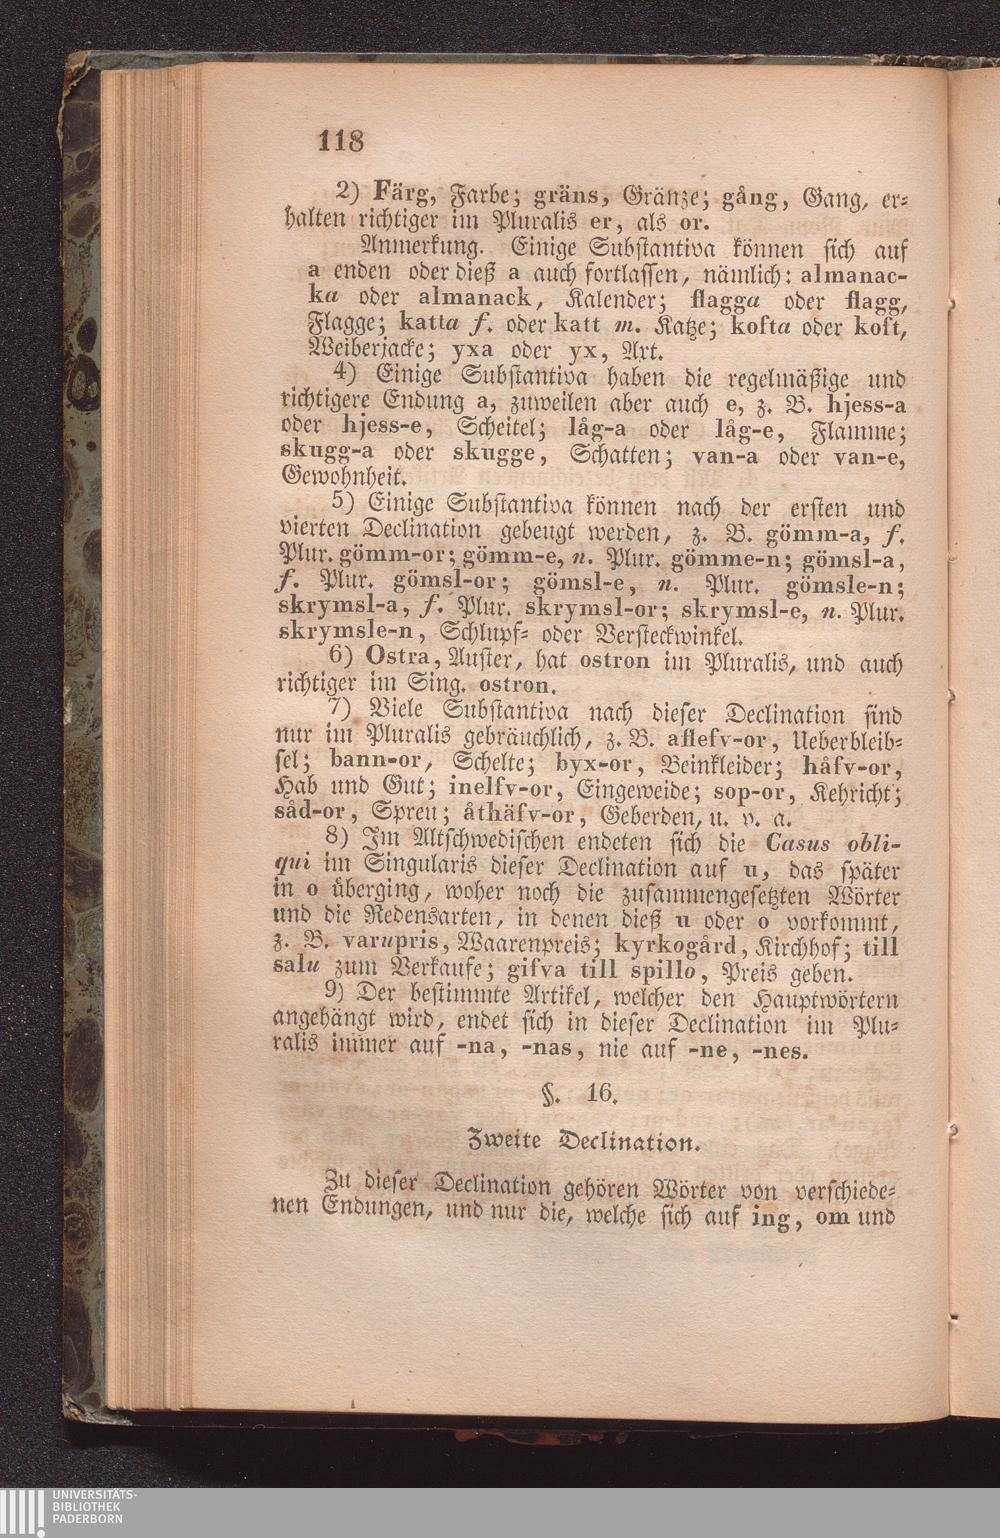 118
2) Färg, Farbe; gräns, Gränze; gång, Gang, er-
halten richtiger im Pluralis er, als or.
Anmerkung. Einige Substantiva können sich auf
a enden oder dieß a auch fortlassen, nämlich: almanac-
ka oder almanack, Kalender; flagga oder flagg,
Flagge; katta f. oder katt m. Katze; kofta oder koft,
Weiberjacke; yxa oder yx, Axt.
4) Einige Substantiva haben die regelmäßige und
richtigere Endung a, zuweilen aber auch e, z. B. hjess-a
oder hjess-e, Scheitel; låg-a oder låg-e, Flamme;
skugg-a oder skugge, Schatten; van-a oder van-e,
Gewohnheit.
5) Einige Substantiva können nach der ersten und
vierten Declination gebeugt werden, z. B. gömm-a, f.
Plur. gömm-or; gömm-e, n. Plur. gömme-n; gömsl-a,
f. Plur. gömsl-or; gömsl-e, n. Plur. gömsle-n;
skrymsl-a, f. Plur. skrymsl-or; skrymsl-e, n. Plur.
skrymsle-n, Schlupf- oder Versteckwinkel.
6) Ostra, Auster, hat ostron im Pluralis, und auch
richtiger im Sing. ostron.
7) Viele Substantiva nach dieser Declination sind
nur im Pluralis gebräuchlich, z. B. aflefv-or, Ueberbleib-
sel; bann-or, Schelte; byx-or, Beinkleider; håfv-or,
Hab und Gut; inelfv-or, Eingeweide; sop-or, Kehricht;
såd-or, Spreu; åthäfv-or, Geberden, u. v. a.
8) Im Altschwedischen endeten sich die Casus obli-
qui im Singularis dieser Declination auf u, das später
in o überging, woher noch die zusammengesetzten Wörter
und die Redensarten, in denen dieß u oder o vorkommt,
z. B. varupris, Waarenpreis; kyrkogård, Kirchhof; till
salu zum Verkaufe; gifva till spillo, Preis geben.
9) Der bestimmte Artikel, welcher den Hauptwörtern
angehängt wird, endet sich in dieser Declination im Plu-
ralis immer auf -na, -nas, nie auf -ne, -nes.
§. 16.
Zweite Declination.
Zu dieser Declination gehören Wörter von verschiede-
nen Endungen, und nur die, welche sich auf ing, om und
UNIVERSITÄTS-
BIBLIOTHEK
PADERBORN